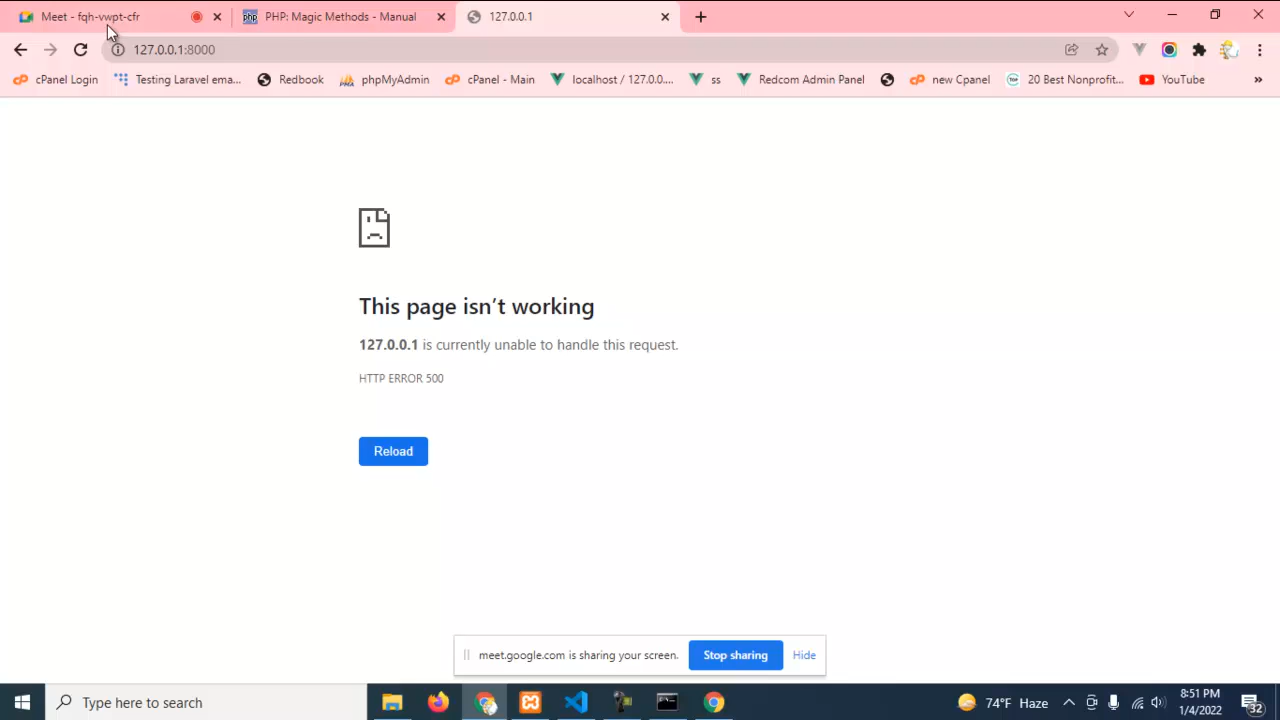 Meet - fqh-vwpt-cfr
php PHP: Magic Methods - Manual
127.0.0.1
127.0.0.1:8000
cPanel Login
Testing Laravel ema...
Redbook
phpMyAdmin
cPanel - Main
localhost / 127.0.0....
ss
Redcom Admin Panel
new Cpanel
TOP 20 Best Nonprofit...
YouTube
This page isn't working
127.0.0.1 is currently unable to handle this request.
HTTP ERROR 500
Reload
meet.google.com is sharing your screen. Stop sharing Hide
Type here to search
74°F Haze
8:51 PM
1/4/2022
32